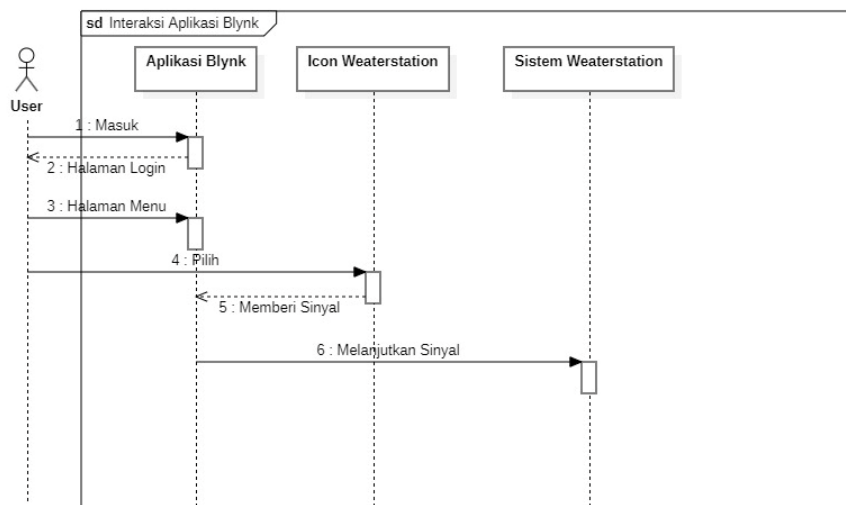 sd Interaksi Aplikasi Blynk
Aplikasi Blynk
Icon Weaterstation
Sistem Weaterstation
User
1 : Masuk
2 : Halaman Login
3 : Halaman Menu
4 : Pilih
5 : Memberi Sinyal
6 : Melanjutkan Sinyal